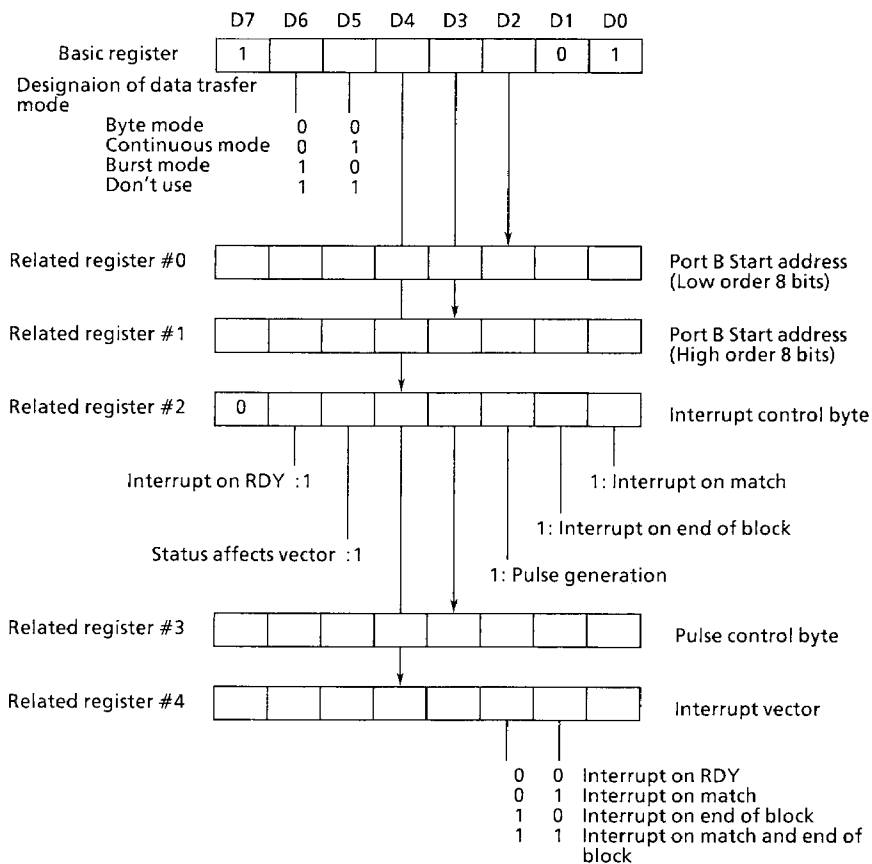 D7 D6 D5 D4 D3 D2 D1 D0
Basic register 1 0 1
Designaion of data trasfer
mode
Byte mode 0 0
Continuous mode 0 1
Burst mode 1 0
Don't use 1 1
Related register #0 Port B Start address
(Low order 8 bits)
Related register #1 Port B Start address
(High order 8 bits)
Related register #2 0 Interrupt control byte
Interrupt on RDY :1 1: Interrupt on match
1: Interrupt on end of block
Status affects vector :1
1: Pulse generation
Related register #3 Pulse control byte
Related register #4 Interrupt vector
0 0 Interrupt on RDY
0 1 Interrupt on match
1 0 Interrupt on end of block
1 1 Interrupt on match and end of
block